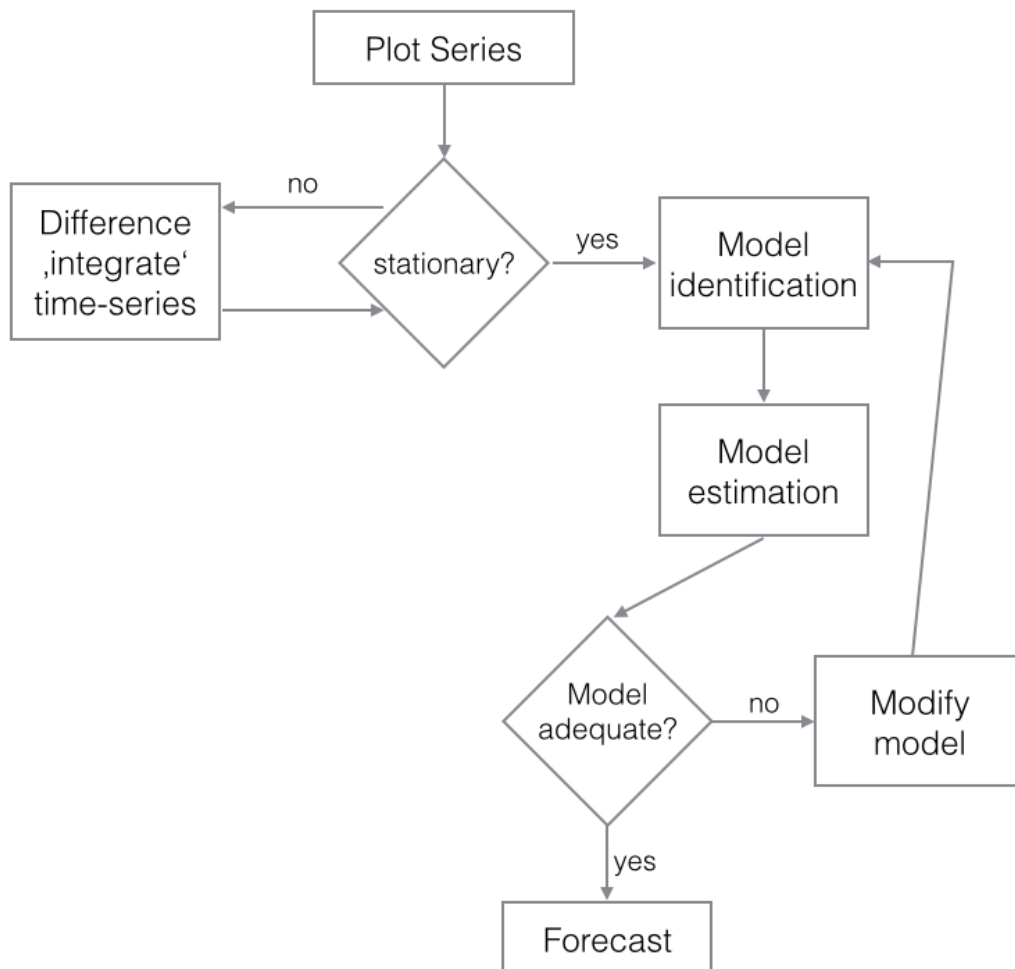 Plot Series
no
Difference
‚integrate‘
time-series
stationary?
yes
Model
identification
Model
estimation
Model
adequate?
no
Modify
model
yes
Forecast